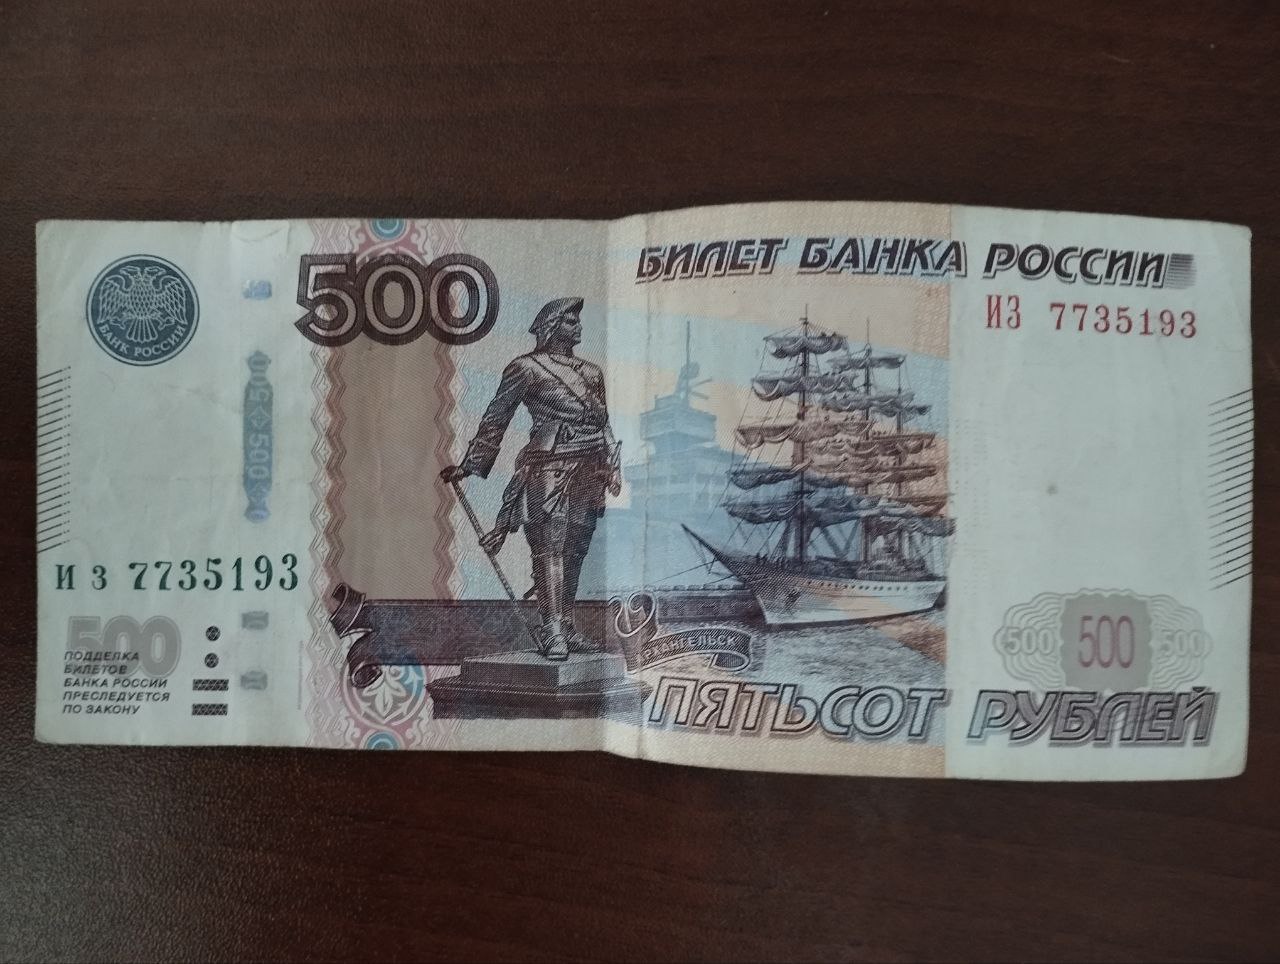 БАНК РОССИИ
500
500
БИЛЕТ БАНКА РОССИИ
ИЗ 7735193
из 7735193
500
ПОДДЕЛКА
БИЛЕТОВ
БАНКА РОССИИ
ПРЕСЛЕДУЕТСЯ
ПО ЗАКОНУ
АРХАНГЕЛЬСК
500 500 500
ПЯТЬСОТ РУБЛЕЙ